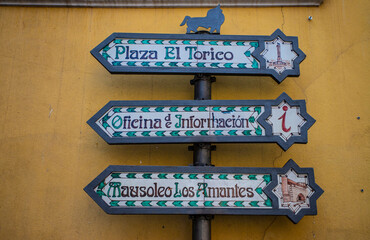 Plaza El Torico
Oficina de Información i
Mausoleo Los Amantes